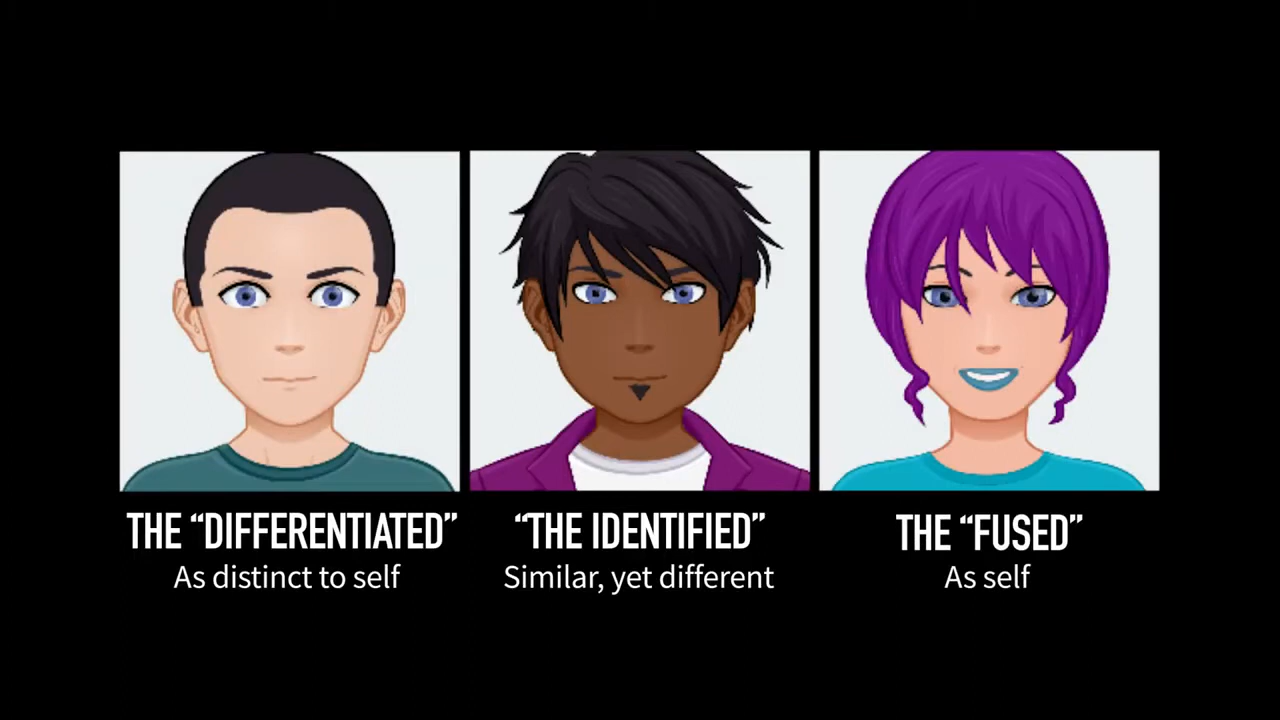 THE “DIFFERENTIATED”
As distinct to self
“THE IDENTIFIED”
Similar, yet different
THE “FUSED”
As self